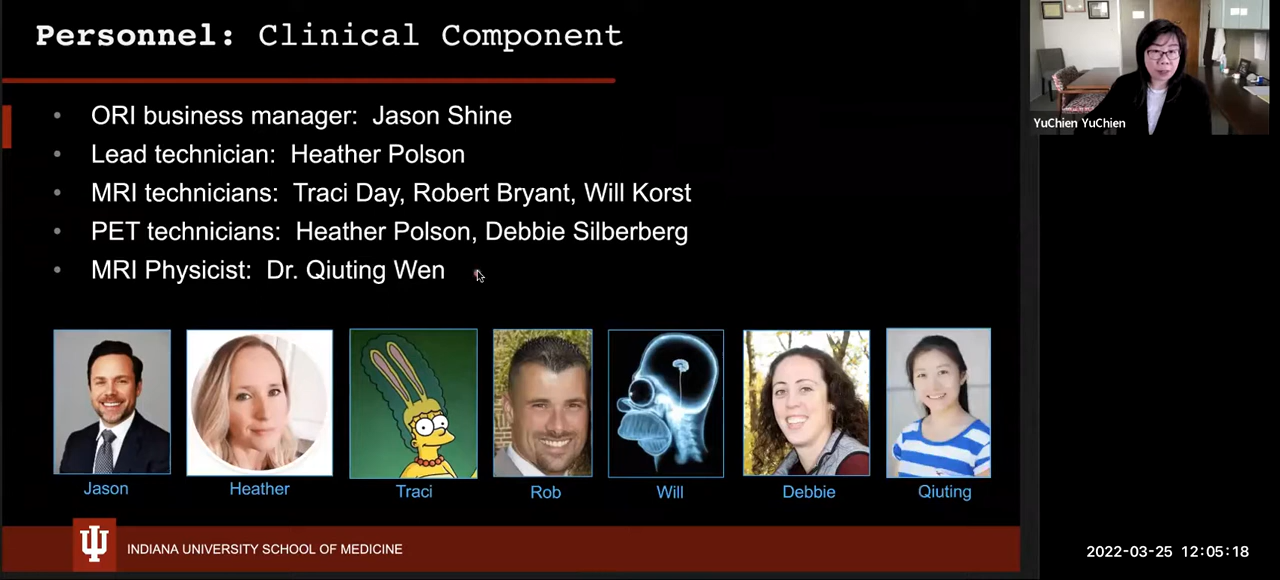 Personnel: Clinical Component
• ORI business manager: Jason Shine
• Lead technician: Heather Polson
• MRI technicians: Traci Day, Robert Bryant, Will Korst
• PET technicians: Heather Polson, Debbie Silberberg
• MRI Physicist: Dr. Qiuting Wen
Jason
Heather
Traci
Rob
Will
Debbie
Qiuting
INDIANA UNIVERSITY SCHOOL OF MEDICINE
YuChien YuChien
2022-03-25 12:05:18